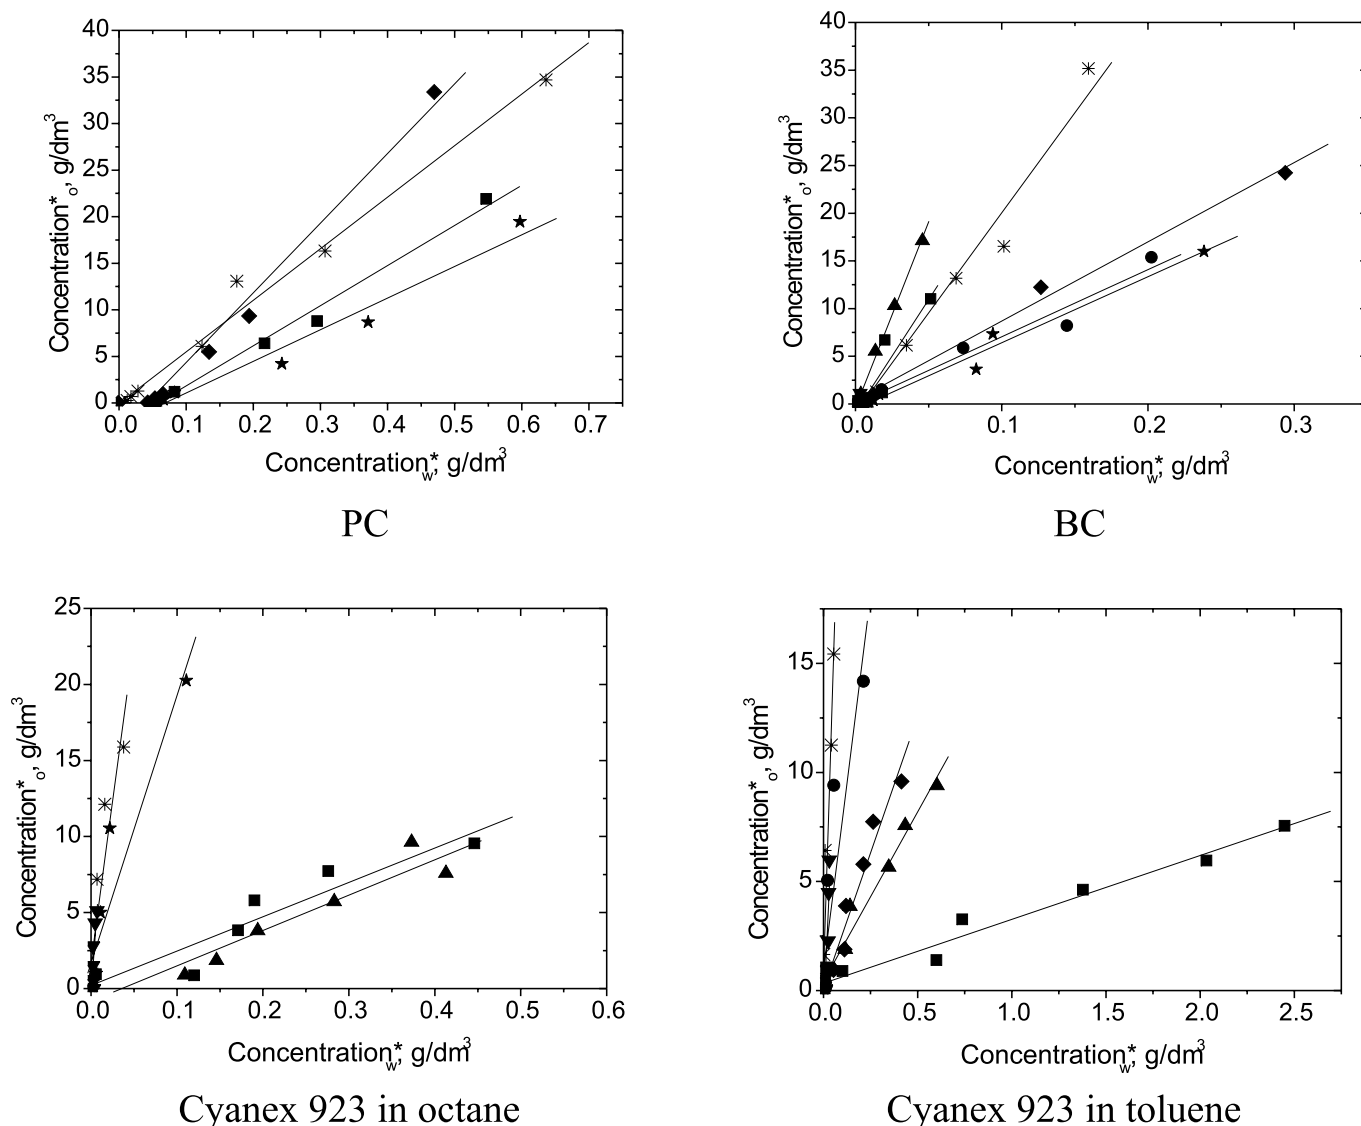 40
35
30
25
20
15
10
5
0
0.0 0.1 0.2 0.3 0.4 0.5 0.6 0.7
Concentration*o, g/dm3
Concentration*w, g/dm3
PC
40
35
30
25
20
15
10
5
0
0.0 0.1 0.2 0.3
Concentration*o, g/dm3
Concentration*w, g/dm3
BC
25
20
15
10
5
0
0.0 0.1 0.2 0.3 0.4 0.5 0.6
Concentration*o, g/dm3
Concentration*w, g/dm3
Cyanex 923 in octane
15
10
5
0
0.0 0.5 1.0 1.5 2.0 2.5
Concentration*o, g/dm3
Concentration*w, g/dm3
Cyanex 923 in toluene